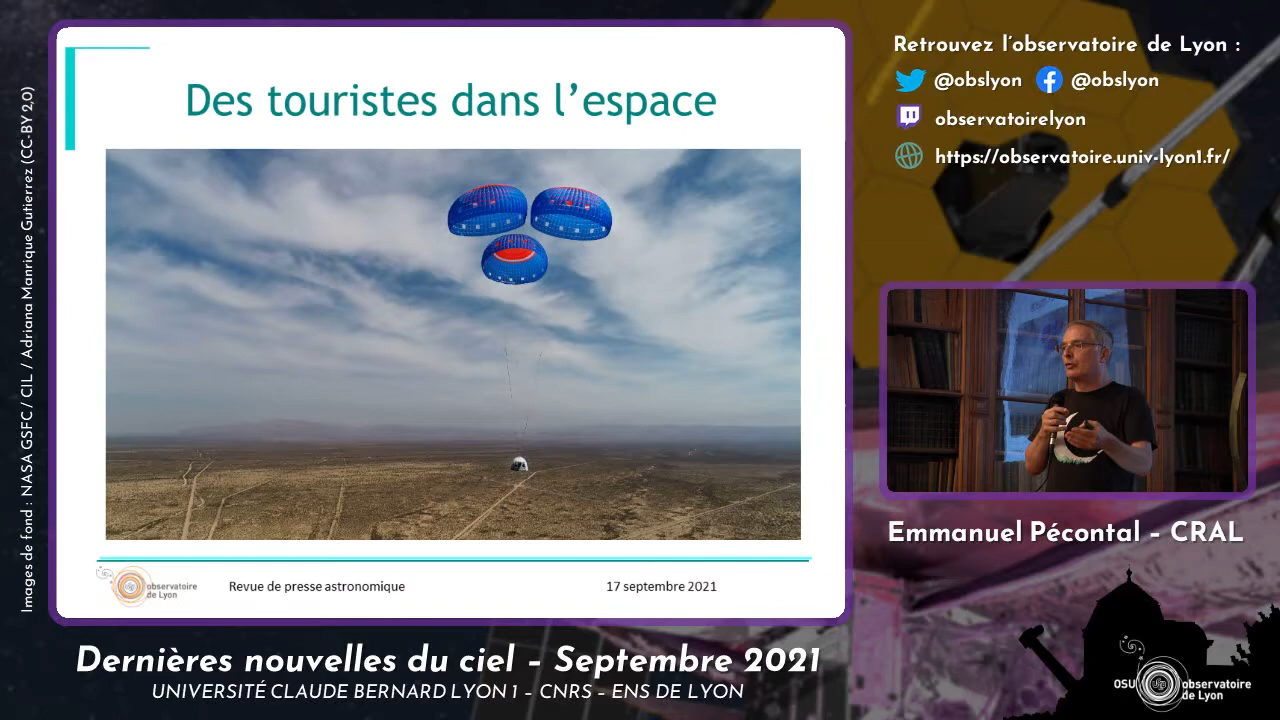 Images de fond : NASA GSFC / CIL / Adriana Manrique Gutierrez (CC-BY 2,0)
Des touristes dans l'espace
observatoire
de Lyon
Revue de presse astronomique
17 septembre 2021
Dernières nouvelles du ciel – Septembre 2021
UNIVERSITÉ CLAUDE BERNARD LYON 1 – CNRS – ENS DE LYON
Retrouvez l'observatoire de Lyon :
@obslyon @obslyon
observatoirelyon
https://observatoire.univ-lyon1.fr/
Emmanuel Pécontal – CRAL
OSUL observatoire
de Lyon